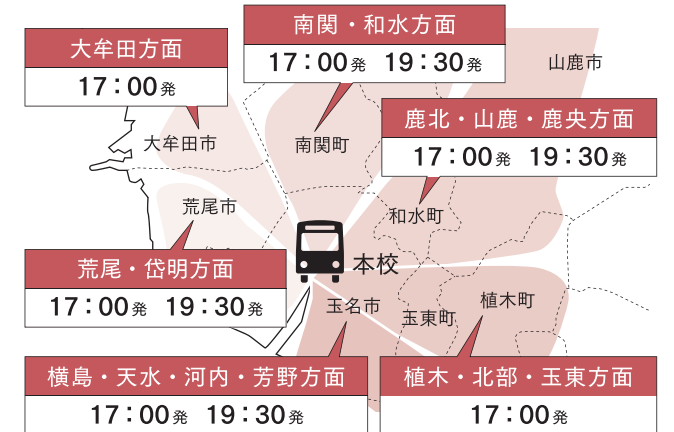 南関・和水方面
17：00発 19：30発
大牟田方面
17：00発
山鹿市
鹿北・山鹿・鹿央方面
17：00発 19：30発
大牟田市
南関町
荒尾市
和水町
荒尾・岱明方面
17：00発 19：30発
本校
玉名市
植木町
玉東町
横島・天水・河内・芳野方面
17：00発 19：30発
植木・北部・玉東方面
17：00発